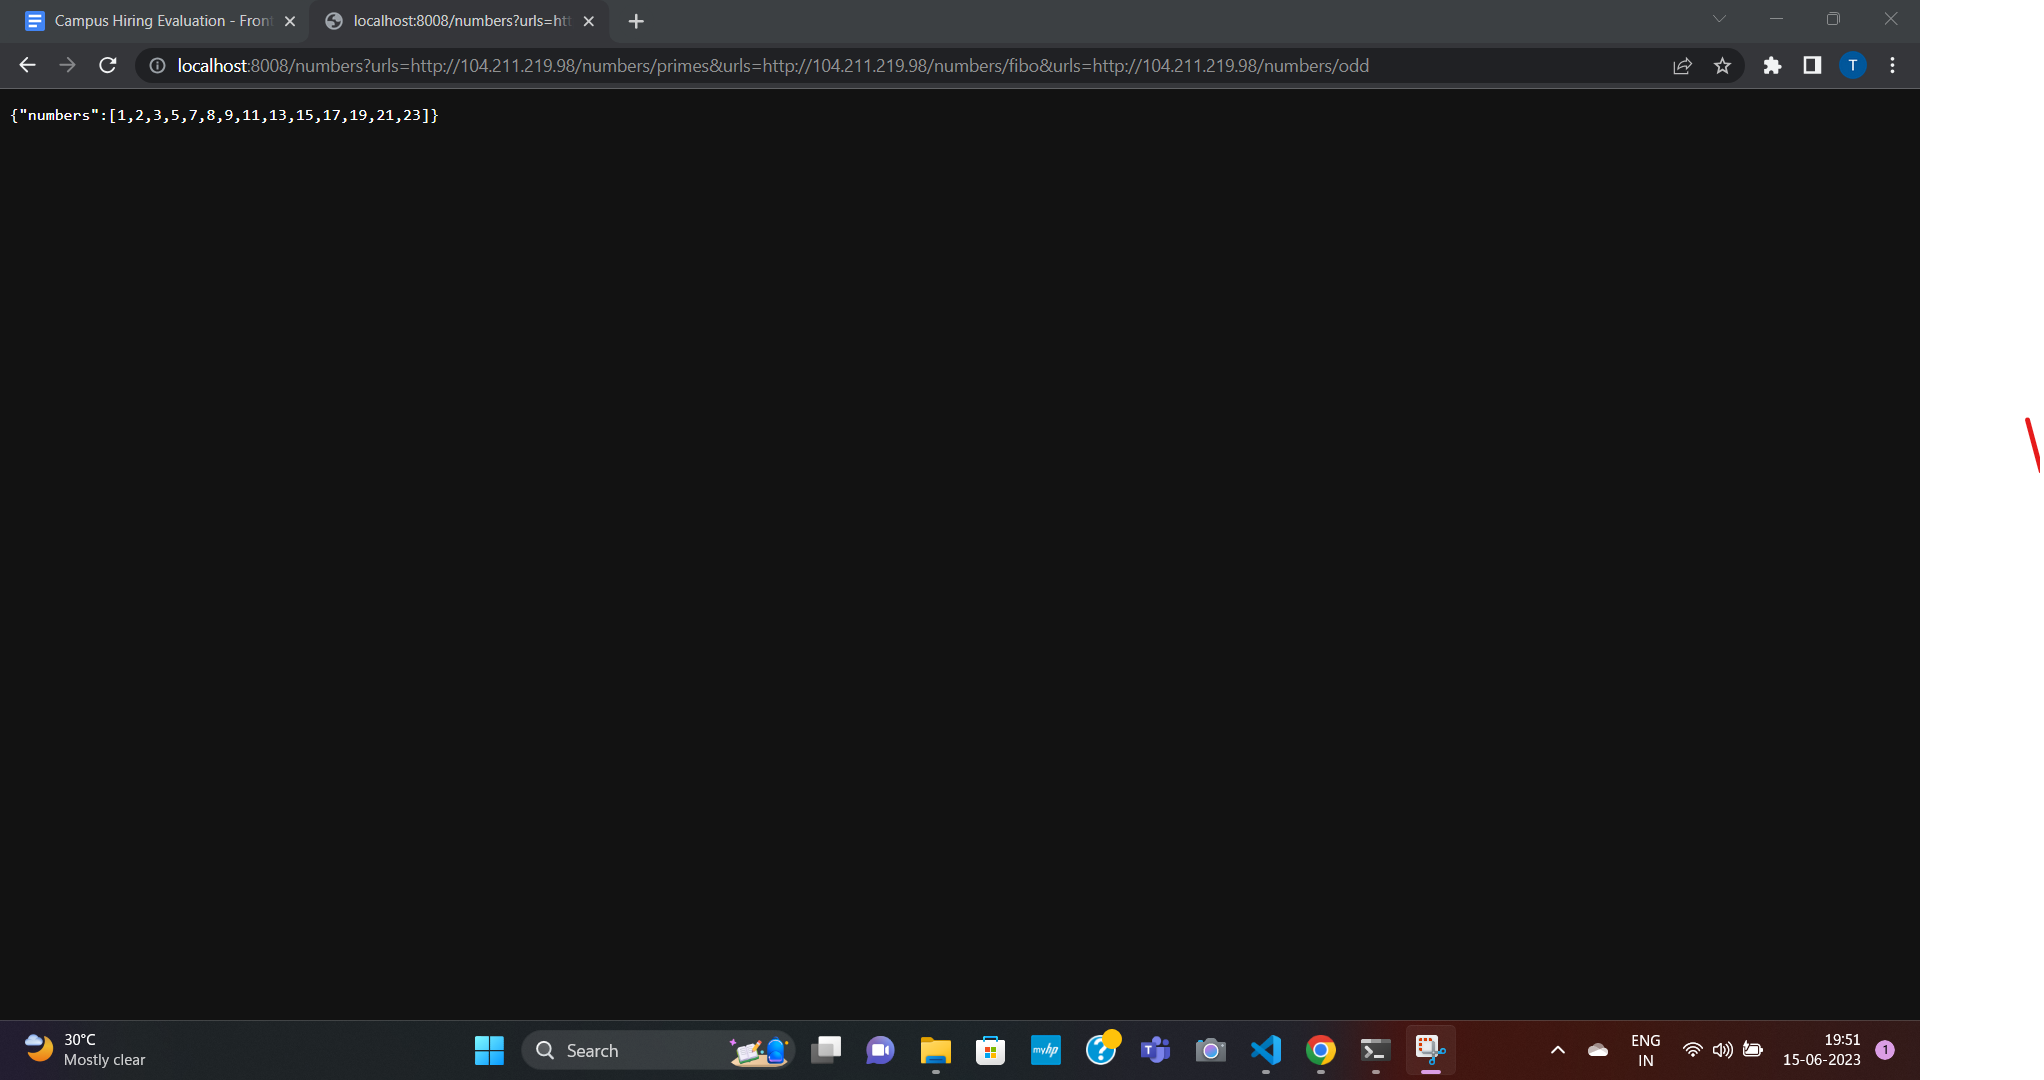 Campus Hiring Evaluation - Front
localhost:8008/numbers?urls=htt
localhost:8008/numbers?urls=http://104.211.219.98/numbers/primes&urls=http://104.211.219.98/numbers/fibo&urls=http://104.211.219.98/numbers/odd
T
{"numbers":[1,2,3,5,7,8,9,11,13,15,17,19,21,23]}
30°C
Mostly clear
Search
myhp
ENG
IN
19:51
15-06-2023
1